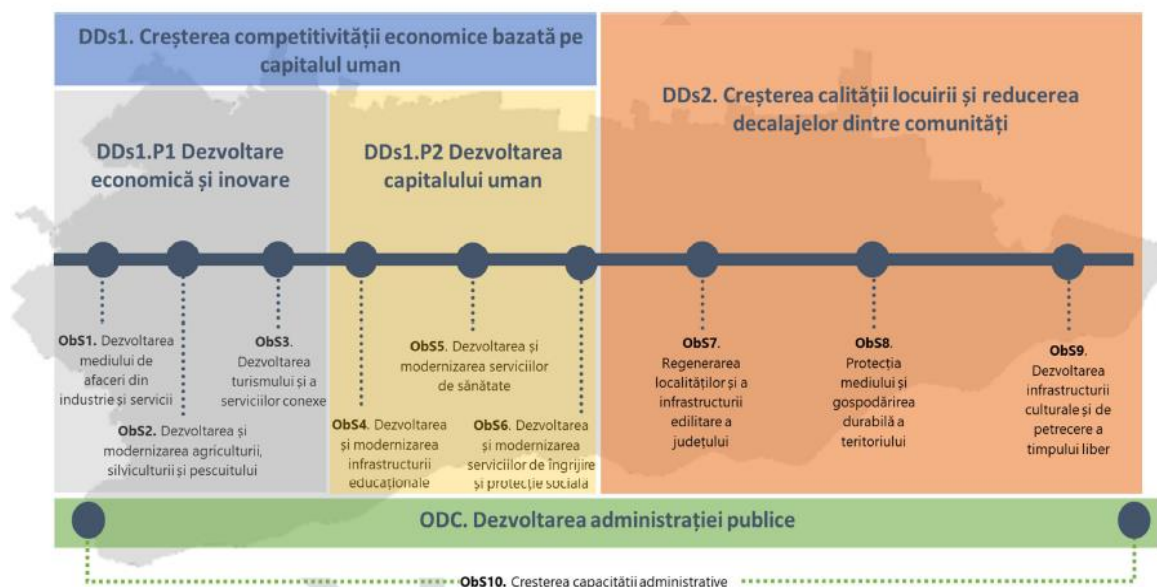 DDs1. Creșterea competitivității economice bazată pe
capitalul uman
DDs2. Creșterea calității locuirii și reducerea
decalajelor dintre comunități
DDs1.P1 Dezvoltare
economică și inovare
DDs1.P2 Dezvoltarea
capitalului uman
ObS1. Dezvoltarea
mediului de
afaceri din
industrie și servicii
ObS2. Dezvoltarea și
modernizarea agriculturii,
silviculturii și pescuitului
ObS3.
Dezvoltarea
turismului și a
serviciilor conexe
ObS4. Dezvoltarea
și modernizarea
infrastructurii
educaționale
ObS5. Dezvoltarea și
modernizarea serviciilor
de sănătate
ObS6. Dezvoltarea
și modernizarea
serviciilor de îngrijire
și protecție socială
ObS7.
Regenerarea
localităților și a
infrastructurii
edilitare a
județului
ObS8.
Protecția
mediului și
gospodărirea
durabilă a
teritoriului
ObS9.
Dezvoltarea
infrastructurii
culturale și de
petrecere a
timpului liber
ODC. Dezvoltarea administrației publice
ObS10. Creșterea capacității administrative